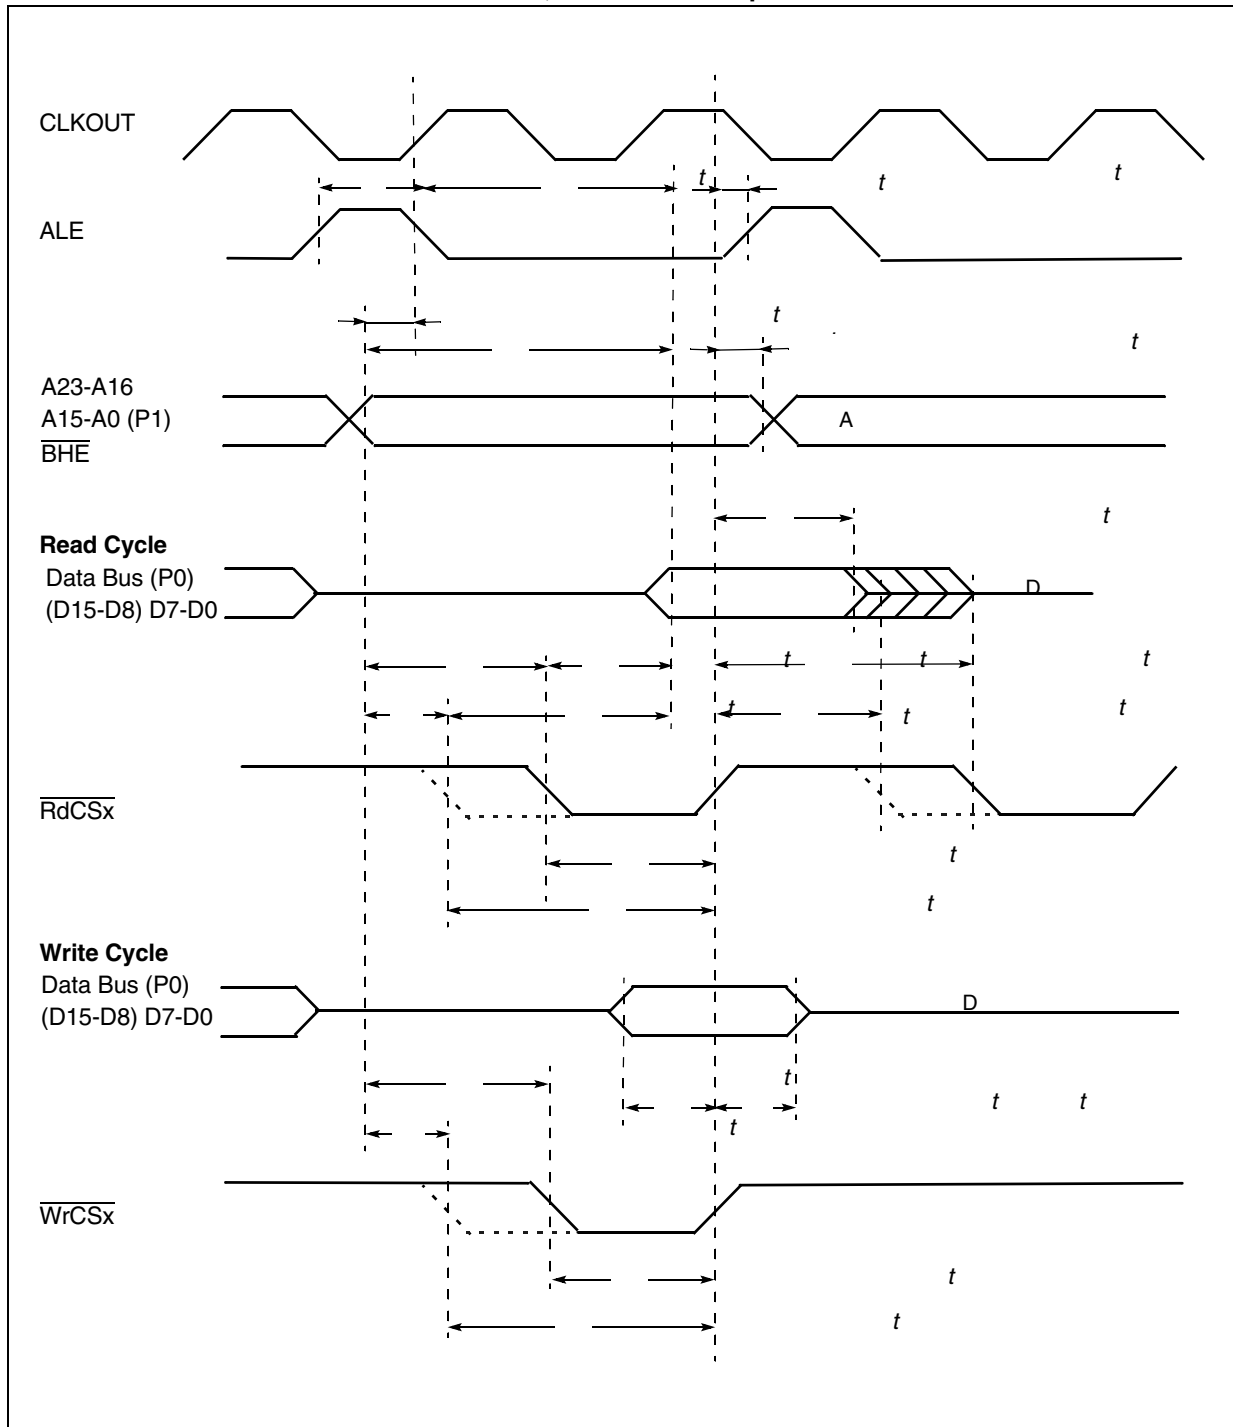 CLKOUT
t
t
t
ALE
t
t
A23-A16
A15-A0 (P1)
A
BHE
t
Read Cycle
Data Bus (P0)
D
(D15-D8) D7-D0
t
t
t
t
t
t
RdCSx
t
t
Write Cycle
Data Bus (P0)
D
(D15-D8) D7-D0
t
t
t
t
WrCSx
t
t